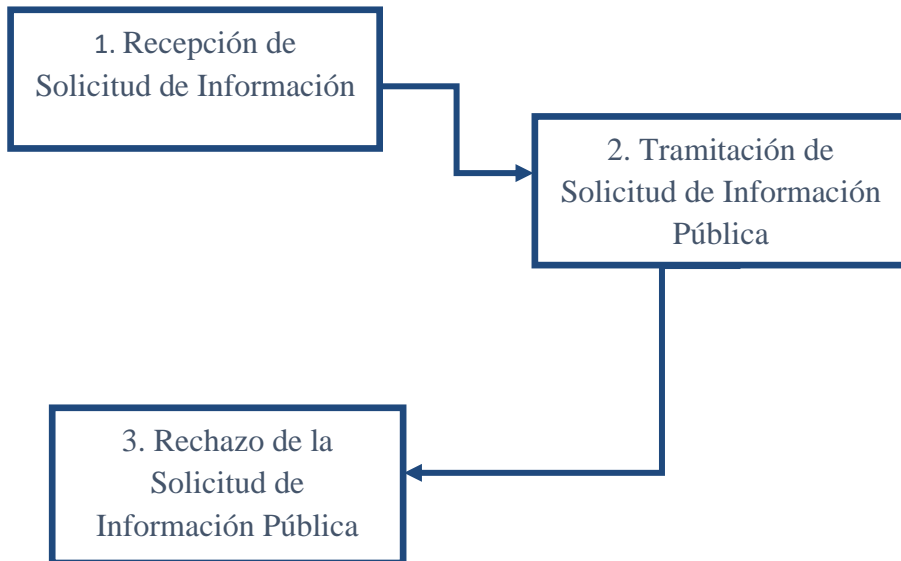 1. Recepción de
Solicitud de Información
2. Tramitación de
Solicitud de Información
Pública
3. Rechazo de la
Solicitud de
Información Pública